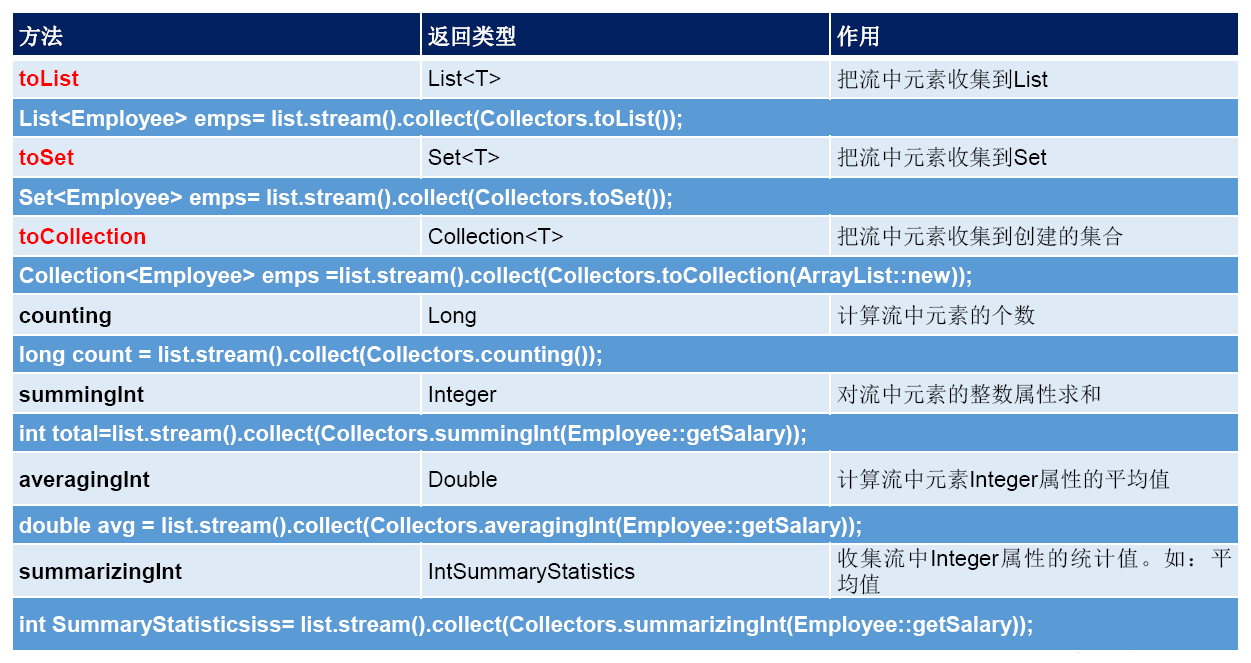 方法 返回类型 作用
toList List<T> 把流中元素收集到List
List<Employee> emps= list.stream().collect(Collectors.toList());
toSet Set<T> 把流中元素收集到Set
Set<Employee> emps= list.stream().collect(Collectors.toSet());
toCollection Collection<T> 把流中元素收集到创建的集合
Collection<Employee> emps =list.stream().collect(Collectors.toCollection(ArrayList::new));
counting Long 计算流中元素的个数
long count = list.stream().collect(Collectors.counting());
summingInt Integer 对流中元素的整数属性求和
int total=list.stream().collect(Collectors.summingInt(Employee::getSalary));
averagingInt Double 计算流中元素Integer属性的平均值
double avg = list.stream().collect(Collectors.averagingInt(Employee::getSalary));
summarizingInt IntSummaryStatistics 收集流中Integer属性的统计值。如：平
均值
int SummaryStatisticsiss= list.stream().collect(Collectors.summarizingInt(Employee::getSalary));